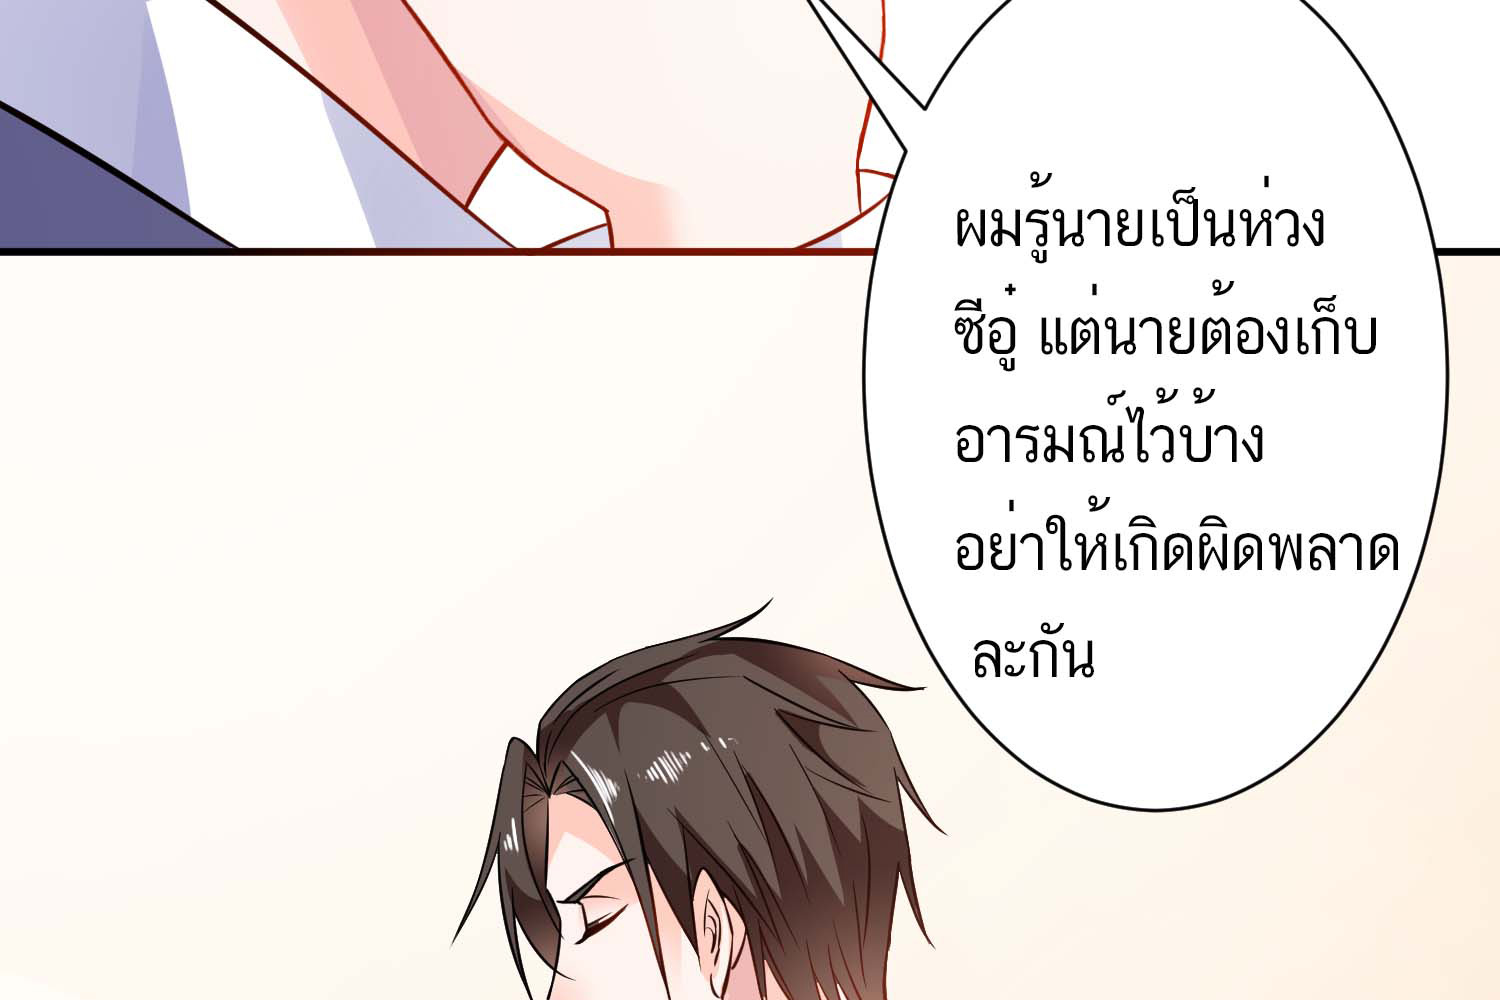 ผมรู้นายเป็นห่วง
ซีอู๋ แต่นายต้องเก็บ
อารมณ์ไว้บ้าง
อย่าให้เกิดผิดพลาด
ละกัน